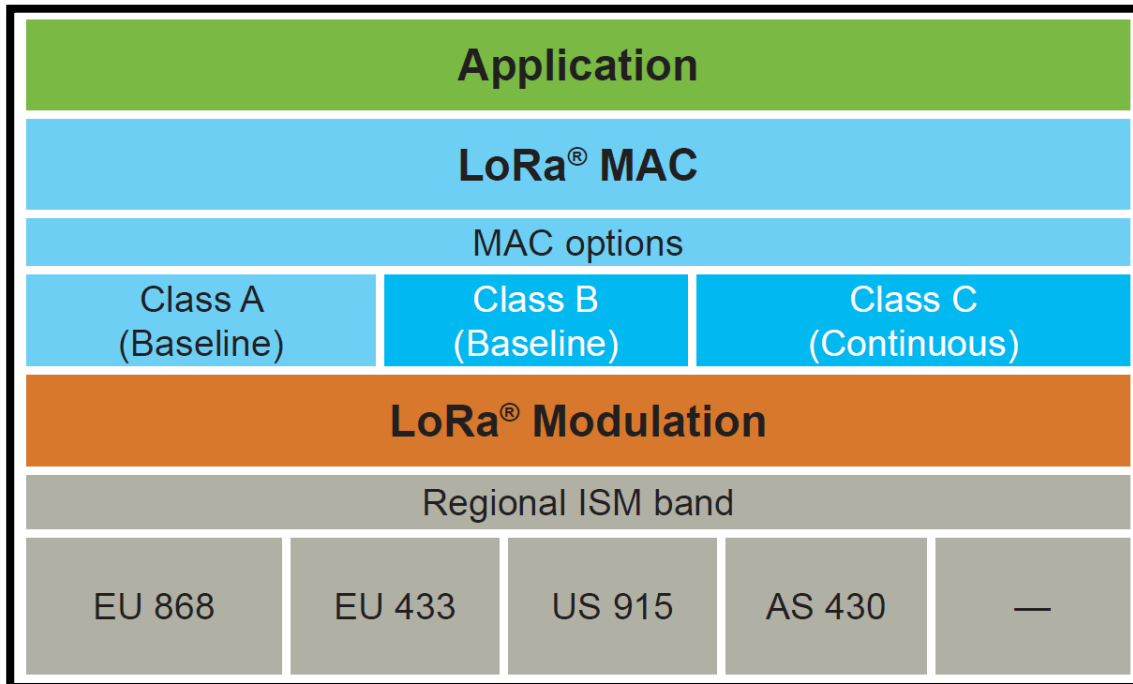 Application
LoRa® MAC
MAC options
Class A
(Baseline)
Class B
(Baseline)
Class C
(Continuous)
LoRa® Modulation
Regional ISM band
EU 868
EU 433
US 915
AS 430
—